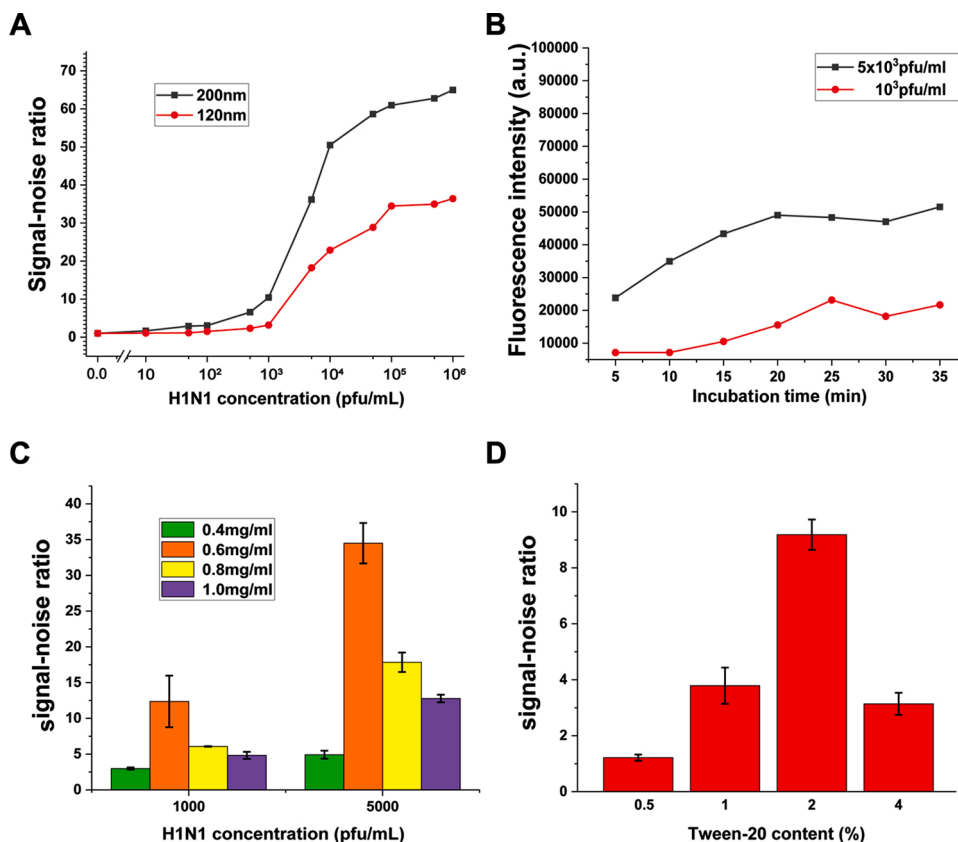 A
200nm
120nm
Signal-noise ratio
70
60
50
40
30
20
10
0
0.0 10 10² 10³ 10⁴ 10⁵ 10⁶
H1N1 concentration (pfu/mL)
B
5x10³pfu/ml
10³pfu/ml
Fluorescence intensity (a.u.)
100000
90000
80000
70000
60000
50000
40000
30000
20000
10000
5 10 15 20 25 30 35
Incubation time (min)
C
0.4mg/ml
0.6mg/ml
0.8mg/ml
1.0mg/ml
signal-noise ratio
40
35
30
25
20
15
10
5
0
1000 5000
H1N1 concentration (pfu/mL)
D
signal-noise ratio
10
8
6
4
2
0
0.5 1 2 4
Tween-20 content (%)